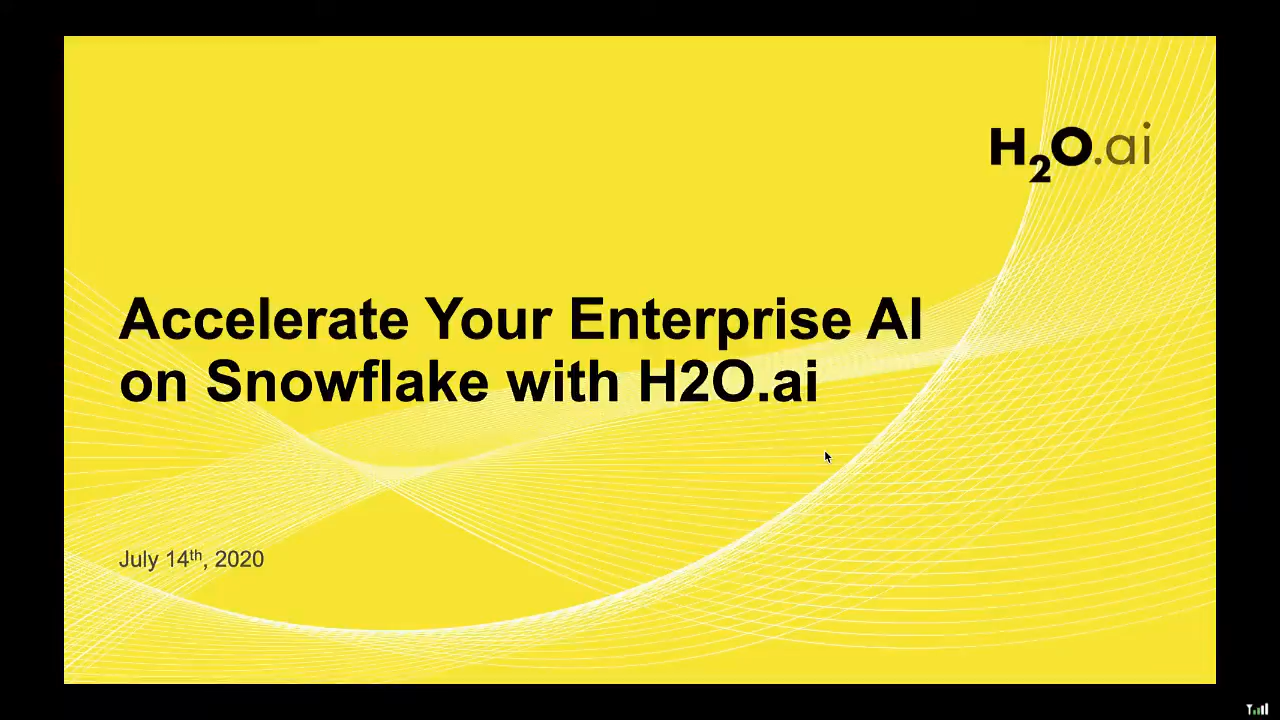 H2O.ai
Accelerate Your Enterprise AI
on Snowflake with H2O.ai
July 14th, 2020